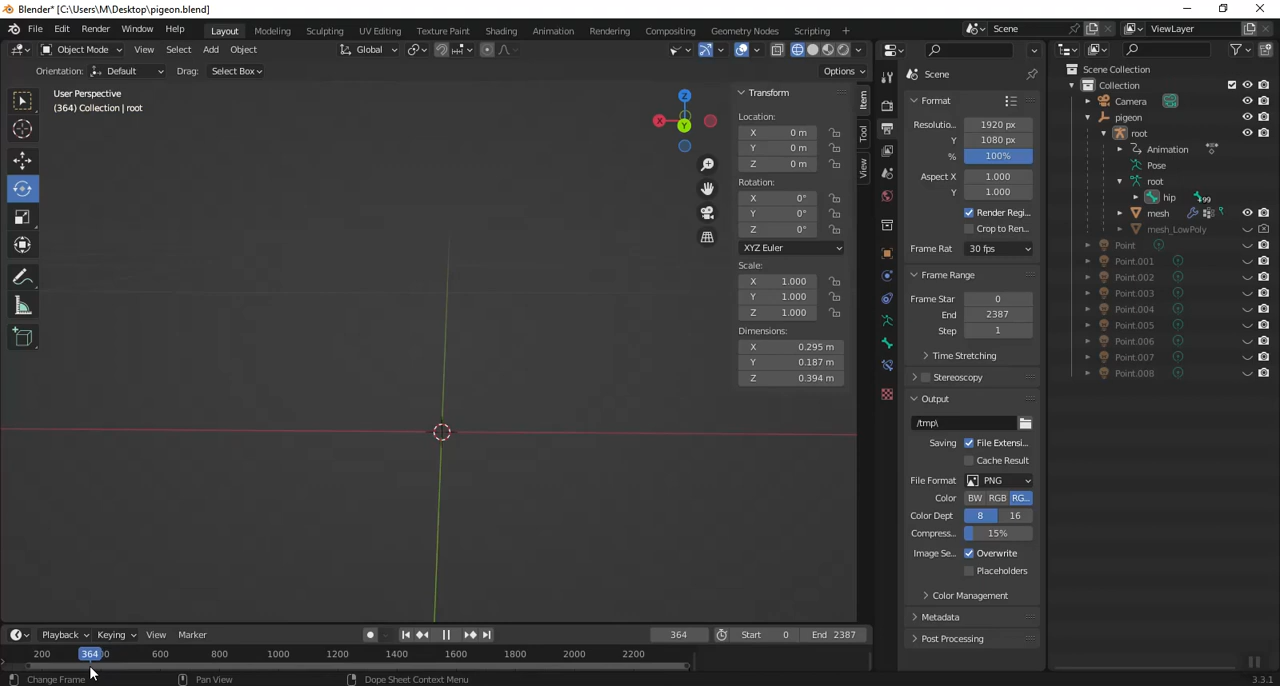 Blender* [C:\Users\M\Desktop\pigeon.blend]
File Edit Render Window Help Layout Modeling Sculpting UV Editing Texture Paint Shading Animation Rendering Compositing Geometry Nodes Scripting + Scene ViewLayer
Object Mode View Select Add Object Global
Orientation: Default Drag: Select Box Options
User Perspective
(364) Collection | root
X
Y
Z
Transform
Location:
X 0 m
Y 0 m
Z 0 m
Rotation:
X 0°
Y 0°
Z 0°
XYZ Euler
Scale:
X 1.000
Y 1.000
Z 1.000
Dimensions:
X 0.295 m
Y 0.187 m
Z 0.394 m
Item
Tool
View
Scene
Format
Resolutio... 1920 px
Y 1080 px
% 100%
Aspect X 1.000
Y 1.000
Render Regi...
Crop to Ren...
Frame Rat 30 fps
Frame Range
Frame Star 0
End 2387
Step 1
Time Stretching
Stereoscopy
Output
/tmp\
Saving File Extensi...
Cache Result
File Format PNG
Color BW RGB RG...
Color Dept 8 16
Compress... 15%
Image Se... Overwrite
Placeholders
Color Management
Metadata
Post Processing
Scene Collection
Collection
Camera
pigeon
root
Animation
Pose
root
hip 99
mesh
mesh_LowPoly
Point
Point.001
Point.002
Point.003
Point.004
Point.005
Point.006
Point.007
Point.008
Playback Keying View Marker 364 Start 0 End 2387
200 364 600 800 1000 1200 1400 1600 1800 2000 2200
Change Frame Pan View Dope Sheet Context Menu 3.3.1